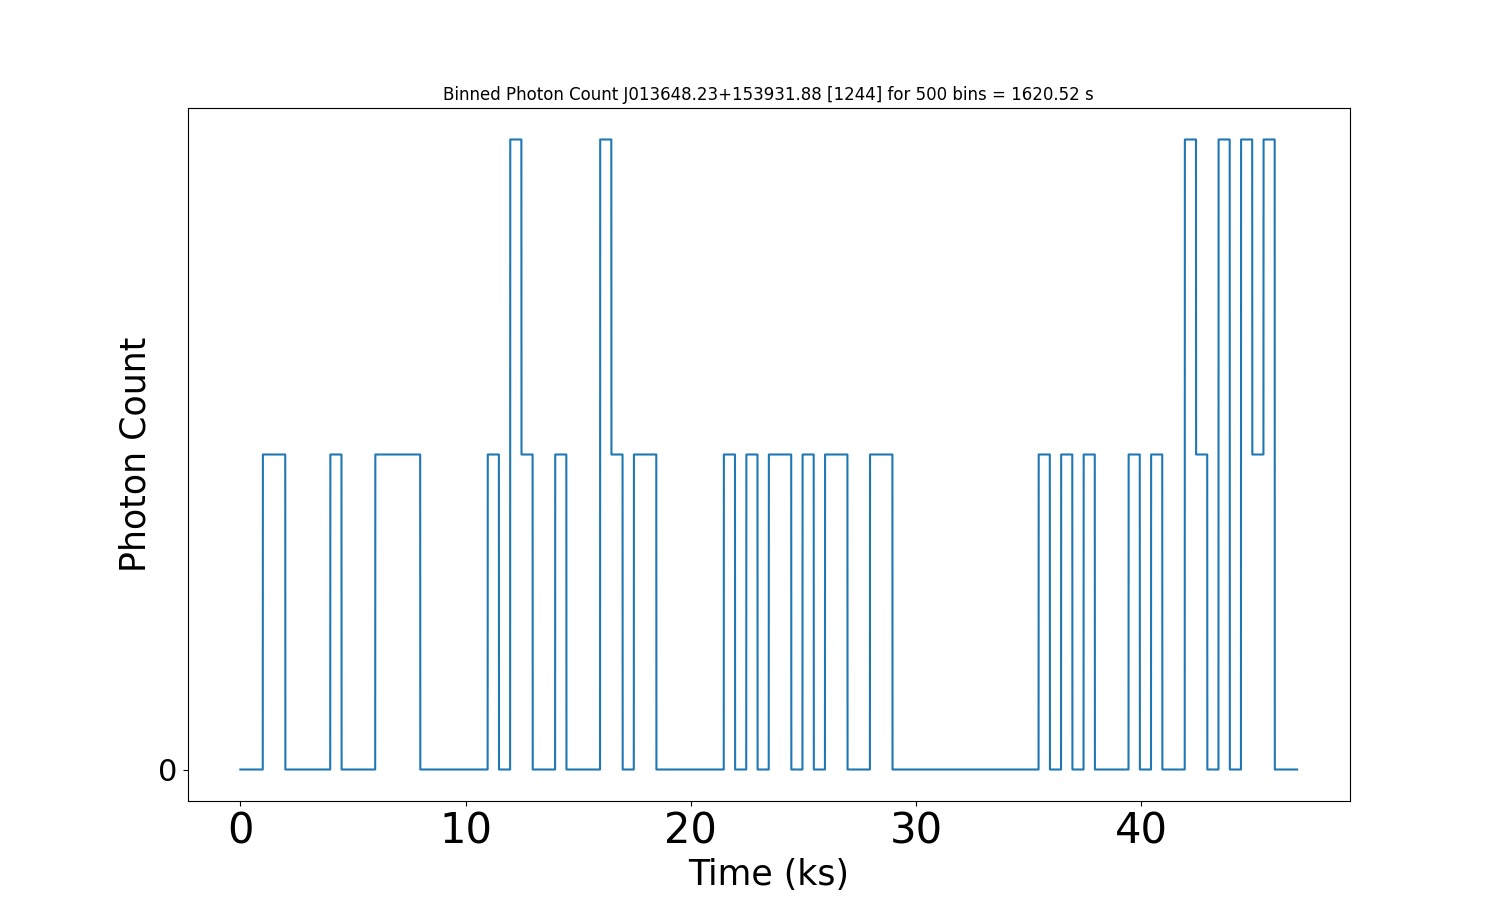 Binned Photon Count J013648.23+153931.88 [1244] for 500 bins = 1620.52 s
Photon Count
0
0 10 20 30 40
Time (ks)